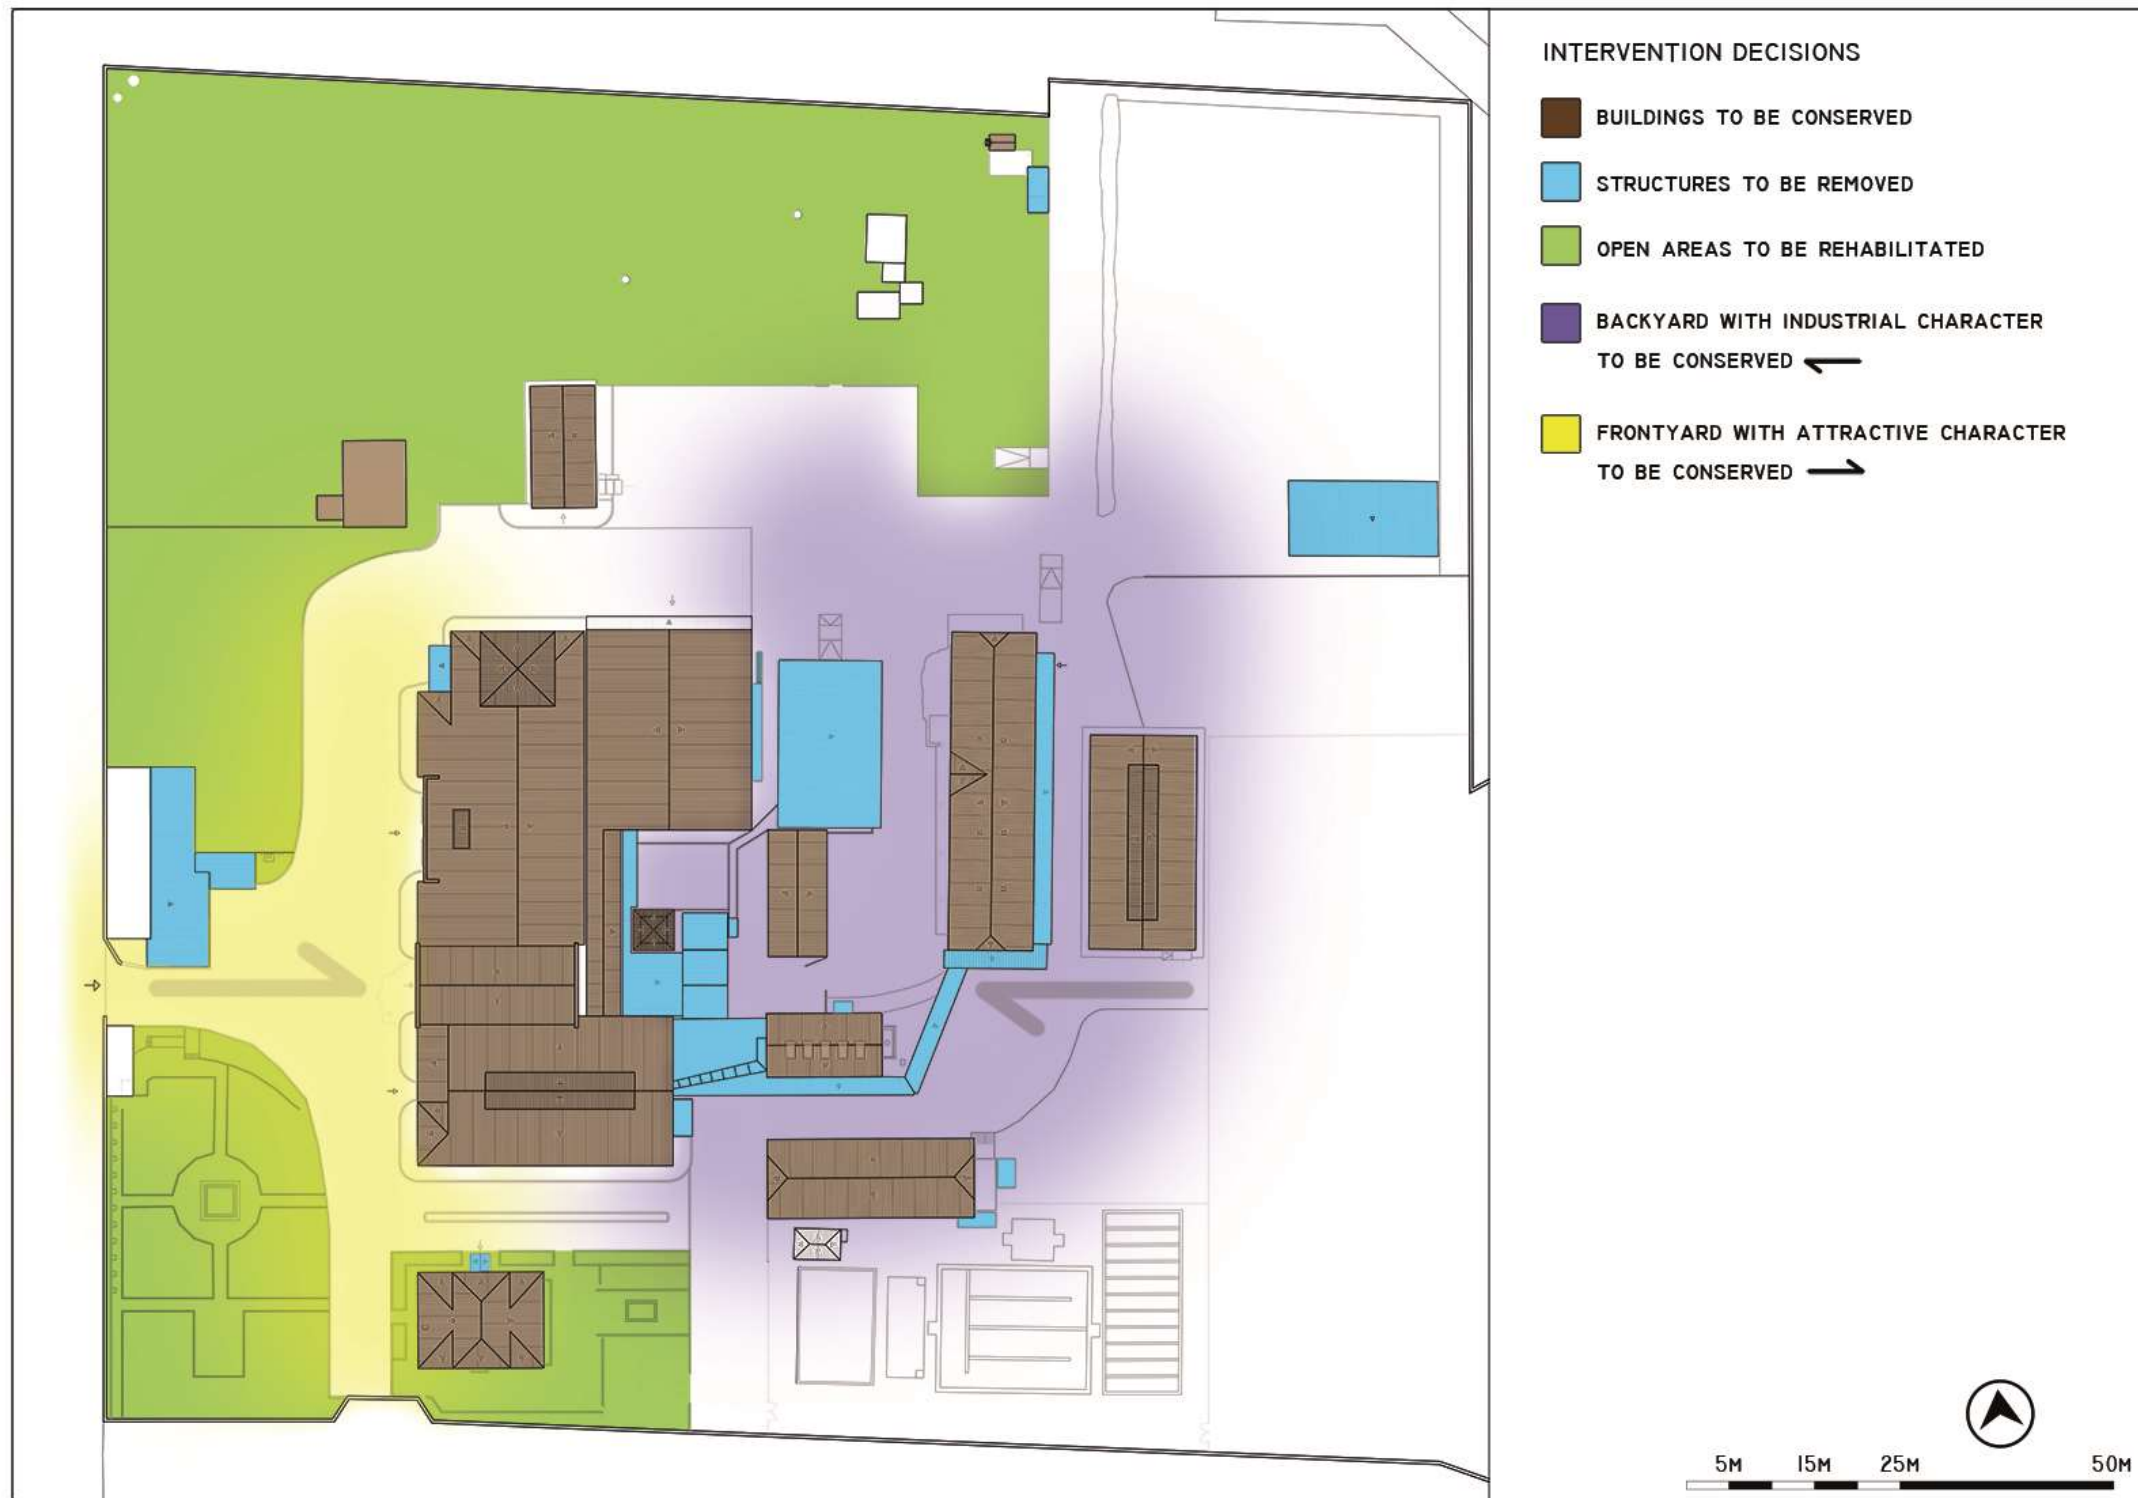 INTERVENTION DECISIONS
BUILDINGS TO BE CONSERVED
STRUCTURES TO BE REMOVED
OPEN AREAS TO BE REHABILITATED
BACKYARD WITH INDUSTRIAL CHARACTER
TO BE CONSERVED
FRONTYARD WITH ATTRACTIVE CHARACTER
TO BE CONSERVED
5M 15M 25M 50M